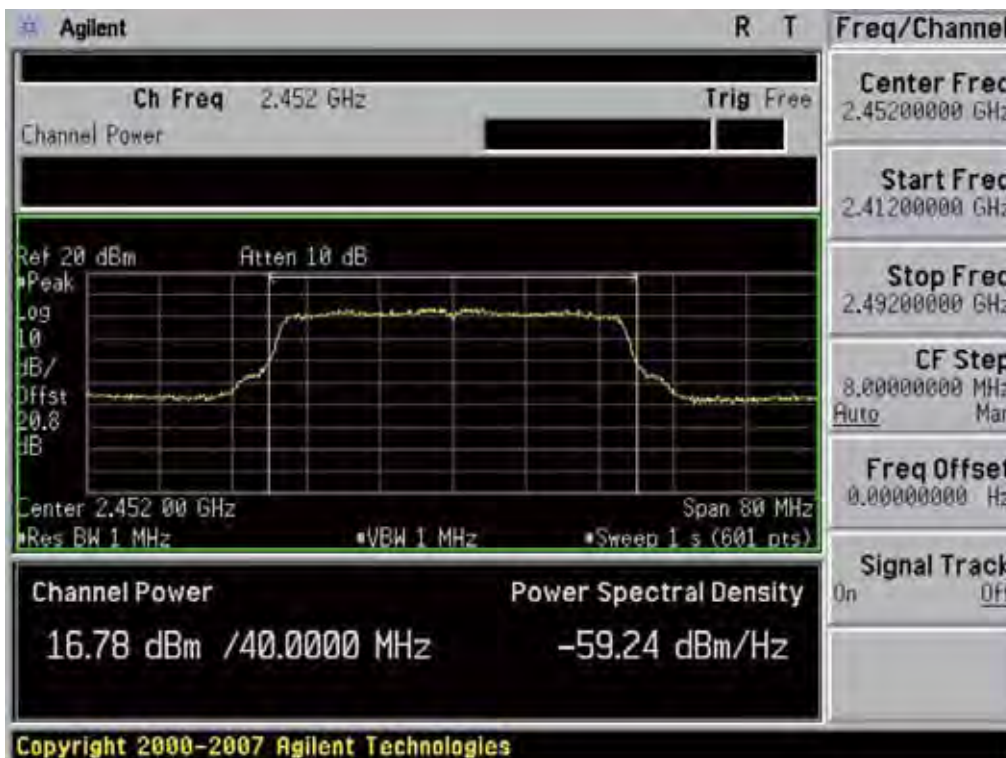 Agilent R T Freq/Channel
Ch Freq 2.452 GHz Trig Free
Channel Power
Ref 20 dBm Atten 10 dB
Peak
Log
10
dB/
Offst
20.8
dB
Center 2.452 00 GHz Span 80 MHz
Res BW 1 MHz VBW 1 MHz Sweep 1 s (601 pts)
Channel Power Power Spectral Density
16.78 dBm /40.0000 MHz -59.24 dBm/Hz
Copyright 2000-2007 Agilent Technologies
Center Freq
2.45200000 GHz
Start Freq
2.41200000 GHz
Stop Freq
2.49200000 GHz
CF Step
8.00000000 MHz
Auto Man
Freq Offset
0.00000000 Hz
Signal Track
On Off